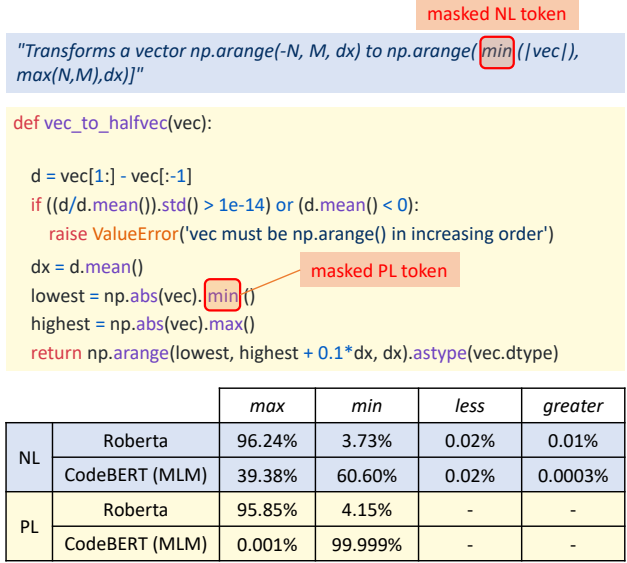 masked NL token
"Transforms a vector np.arange(-N, M, dx) to np.arange( min (|vec|),
max(N,M),dx)]"
def vec_to_halfvec(vec):
d = vec[1:] - vec[:-1]
if ((d/d.mean()).std() > 1e-14) or (d.mean() < 0):
raise ValueError('vec must be np.arange() in increasing order')
dx = d.mean()
masked PL token
lowest = np.abs(vec).min()
highest = np.abs(vec).max()
return np.arange(lowest, highest + 0.1*dx, dx).astype(vec.dtype)
max min less greater
NL Roberta 96.24% 3.73% 0.02% 0.01%
CodeBERT (MLM) 39.38% 60.60% 0.02% 0.0003%
PL Roberta 95.85% 4.15% - -
CodeBERT (MLM) 0.001% 99.999% - -